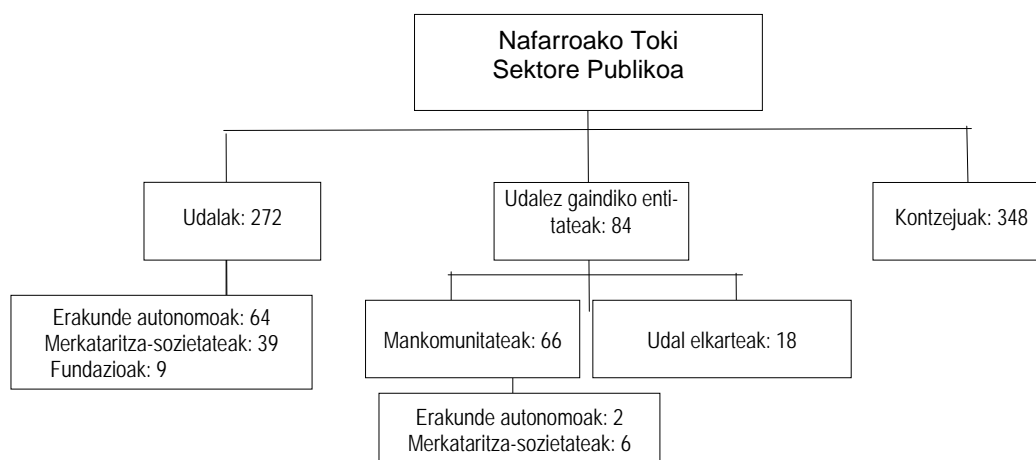 Nafarroako Toki
Sektore Publikoa
Udalak: 272
Udalez gaindiko enti-
tateak: 84
Kontzejuak: 348
Erakunde autonomoak: 64
Merkataritza-sozietateak: 39
Fundazioak: 9
Mankomunitateak: 66
Udal elkarteak: 18
Erakunde autonomoak: 2
Merkataritza-sozietateak: 6